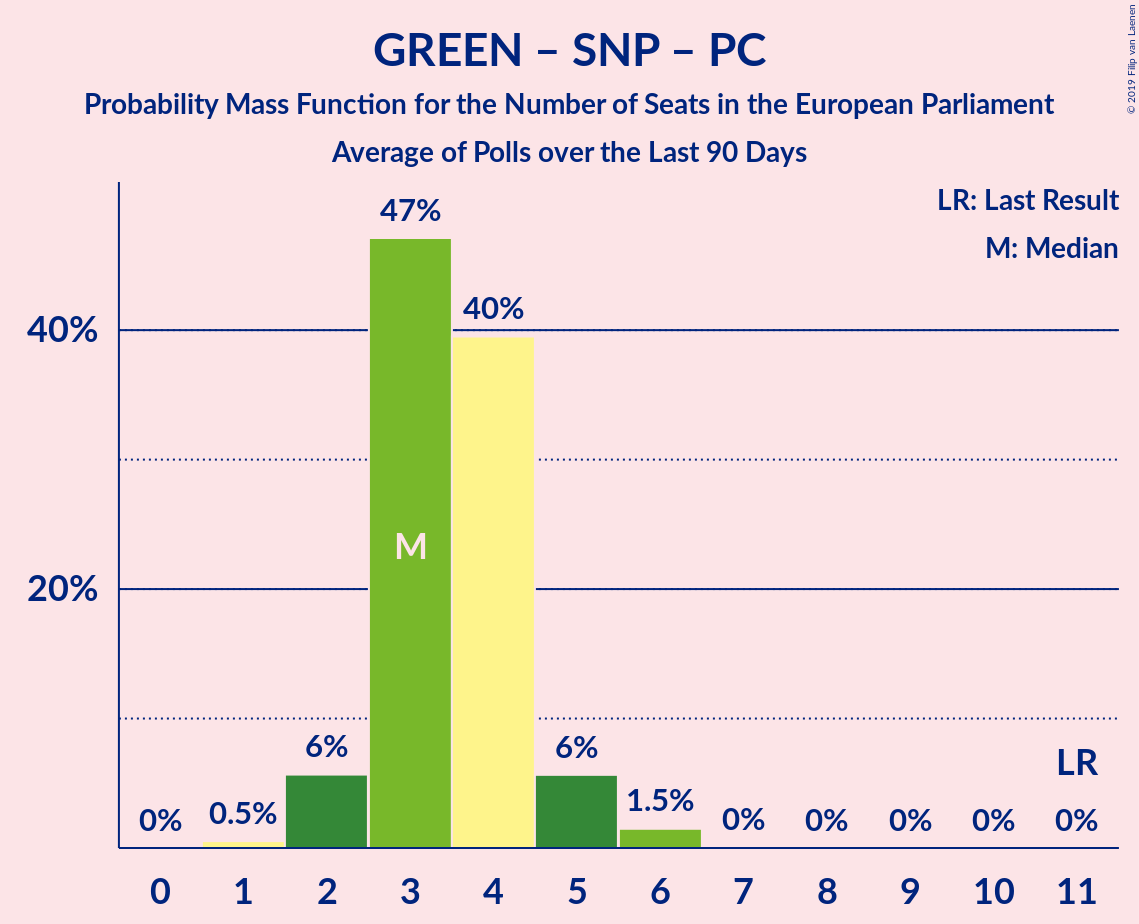 GREEN – SNP – PC
Probability Mass Function for the Number of Seats in the European Parliament
Average of Polls over the Last 90 Days
© 2019 Filip van Laenen
LR: Last Result
M: Median
47%
40%
40%
M
20%
6%
6%
LR
0%
0.5%
1.5%
0%
0%
0%
0%
0%
0 1 2 3 4 5 6 7 8 9 10 11